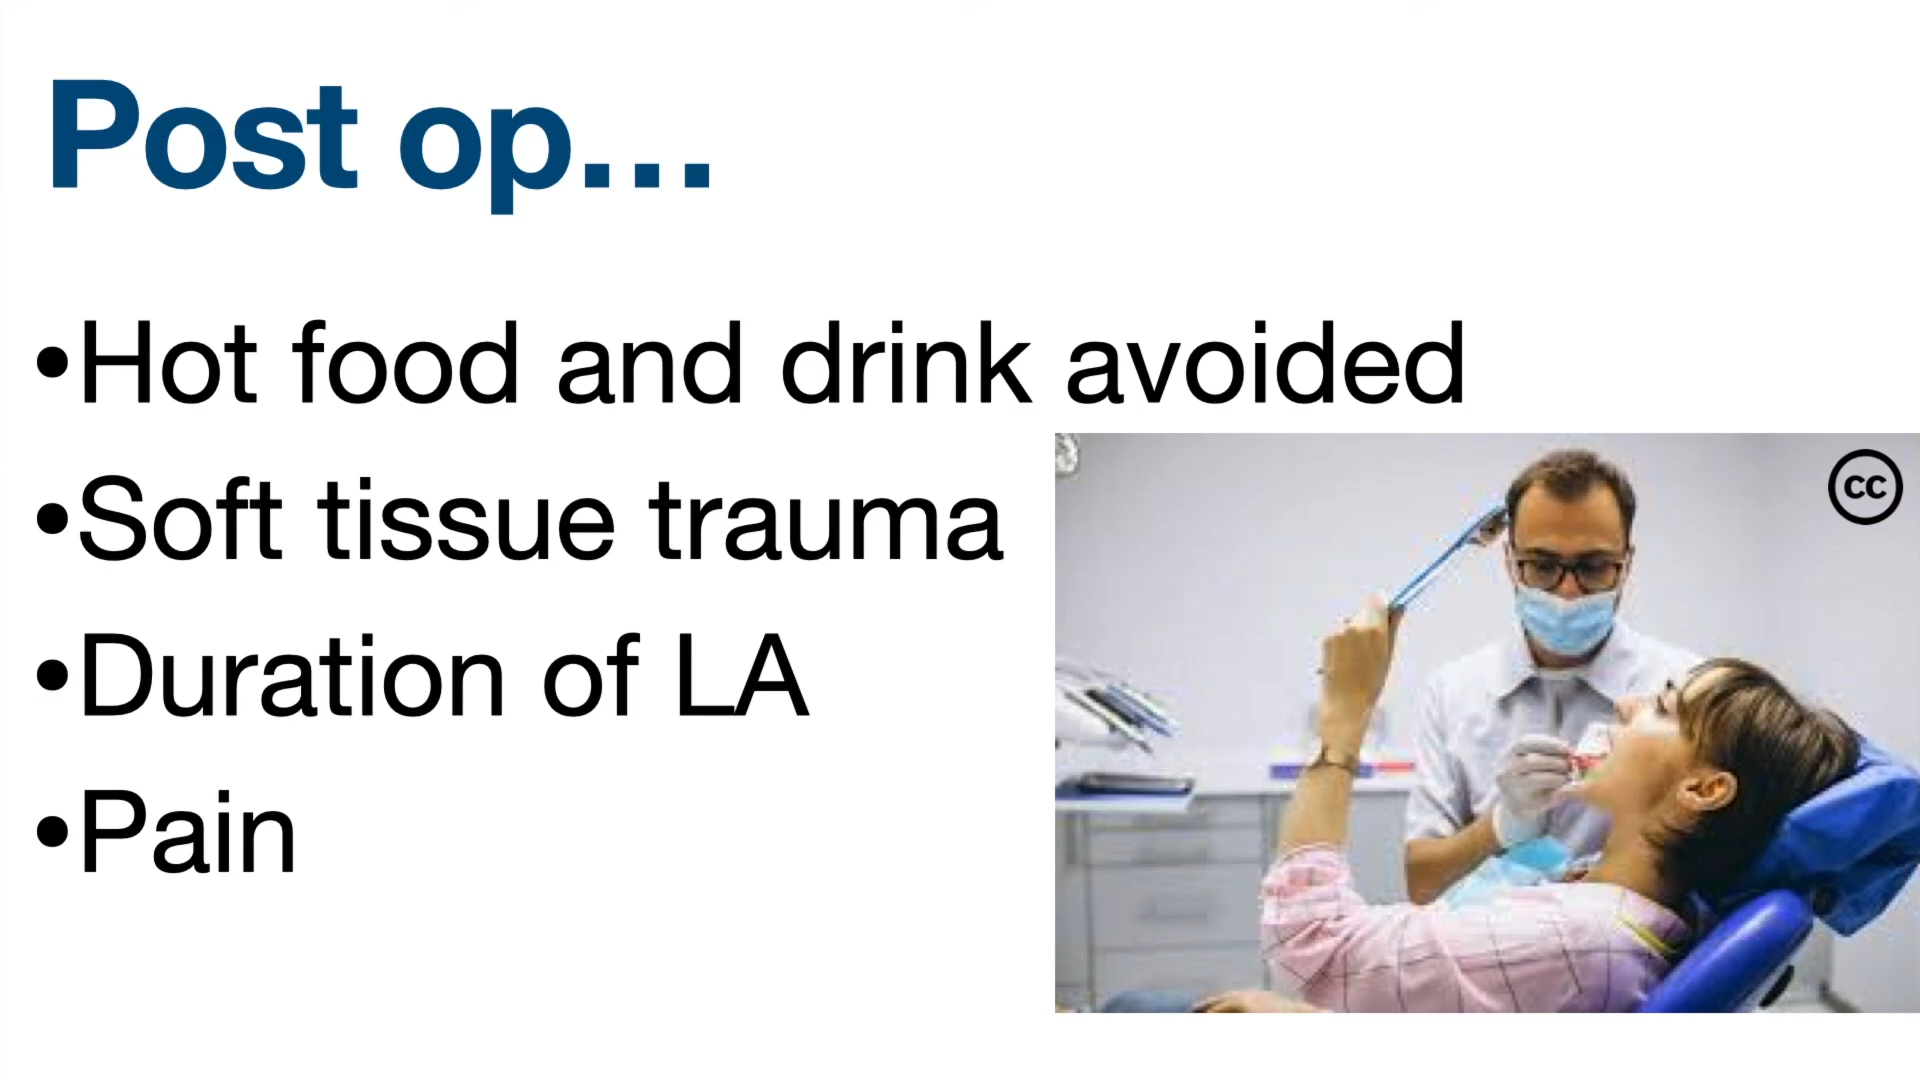 Post op...
•Hot food and drink avoided
•Soft tissue trauma
•Duration of LA
•Pain
cc